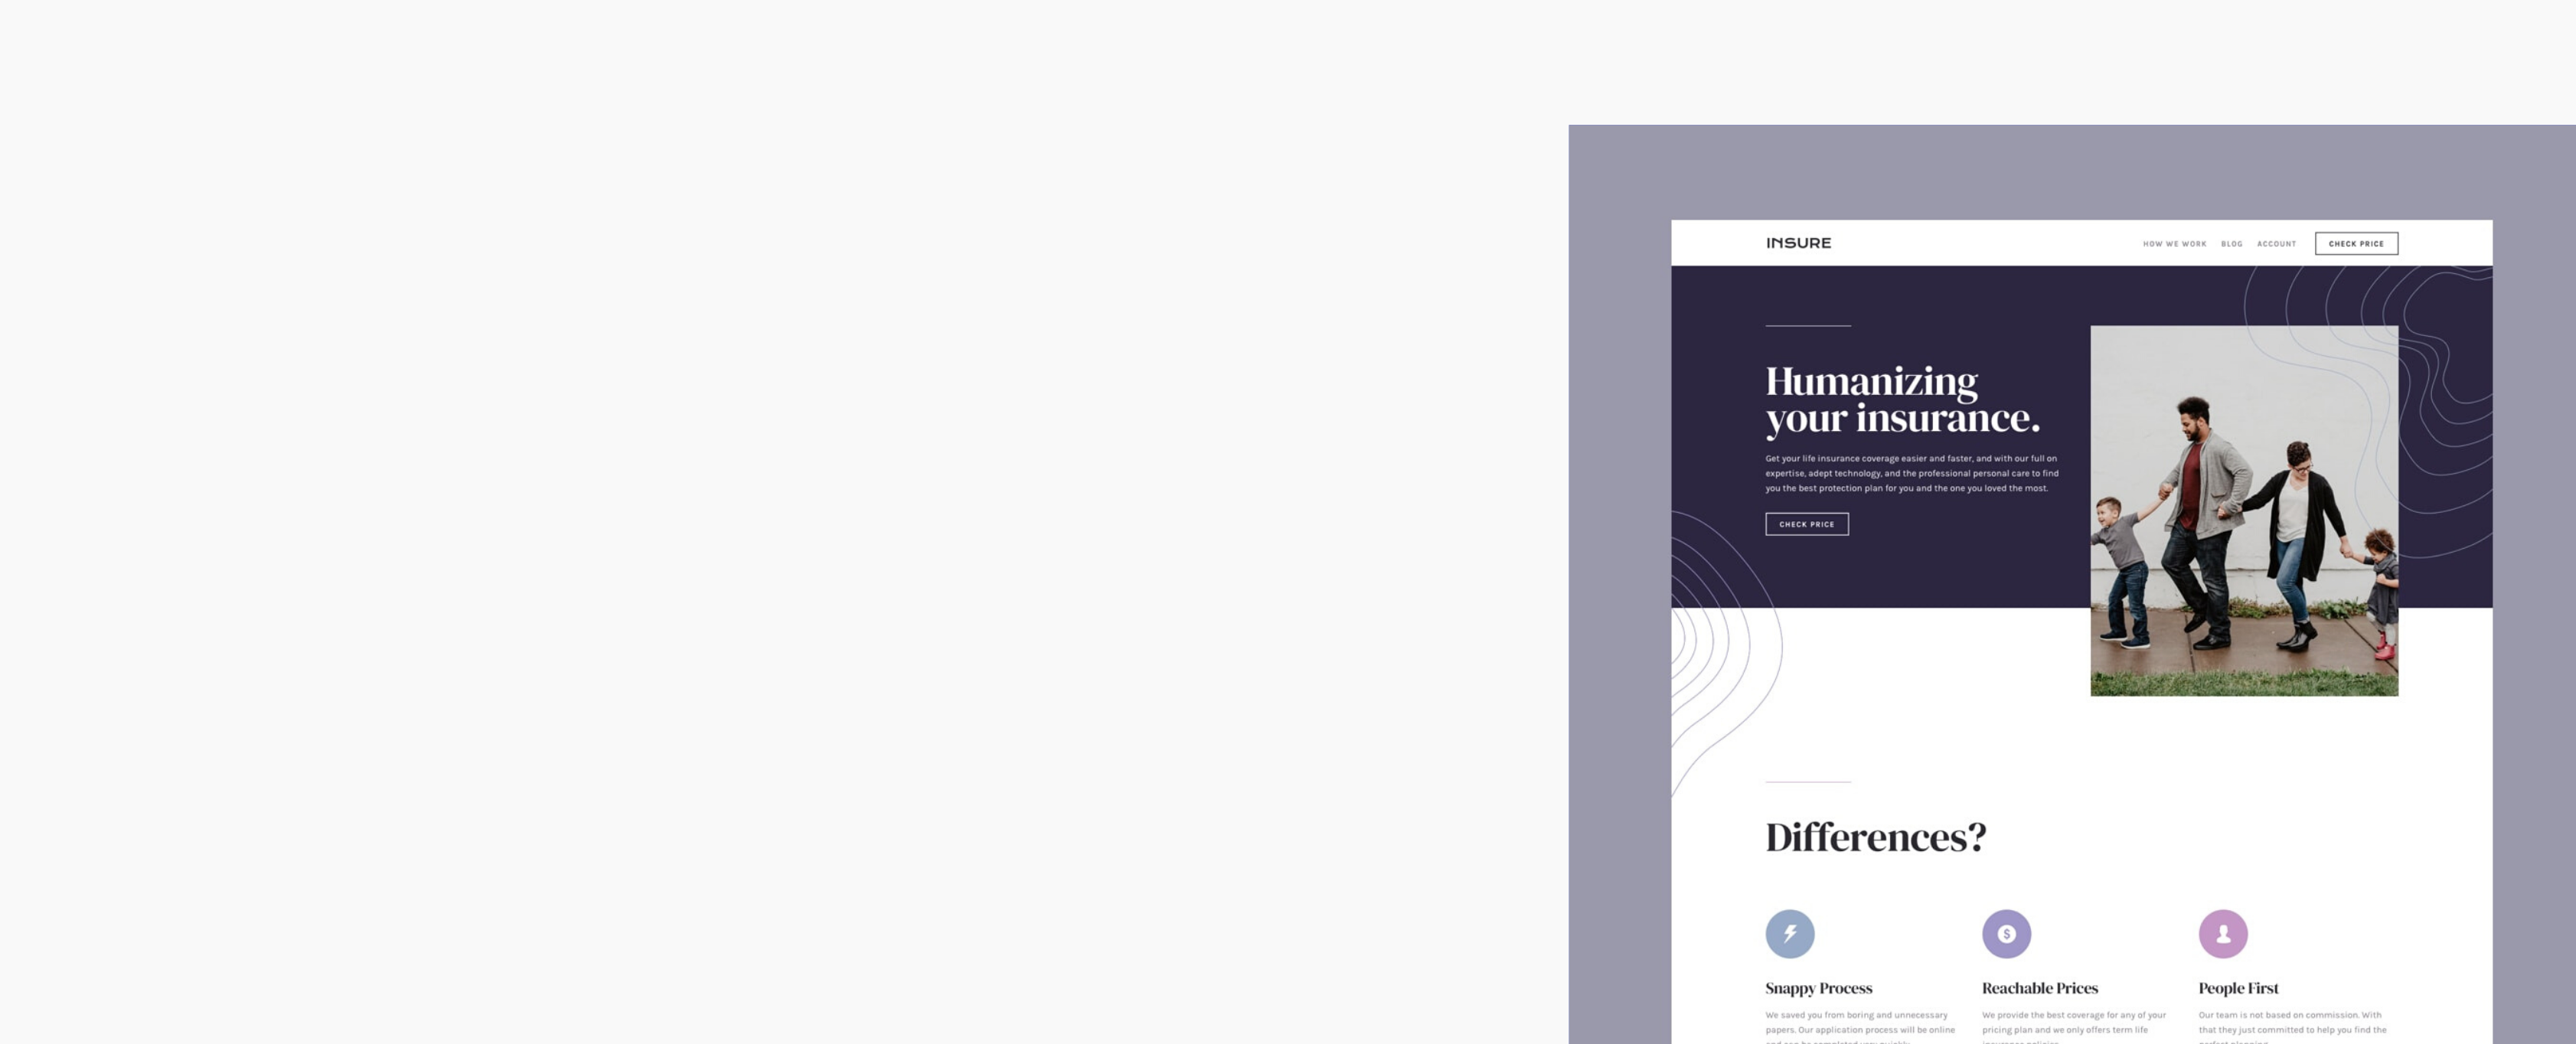 INSURE
HOW WE WORK BLOG ACCOUNT CHECK PRICE
Humanizing
your insurance.
Get your life insurance coverage easier and faster, and with our full on
expertise, adept technology, and the professional personal care to find
you the best protection plan for you and the one you loved the most.
CHECK PRICE
Differences?
Snappy Process
We saved you from boring and unnecessary
papers. Our application process will be online
Reachable Prices
We provide the best coverage for any of your
pricing plan and we only offers term life
People First
Our team is not based on commission. With
that they just committed to help you find the